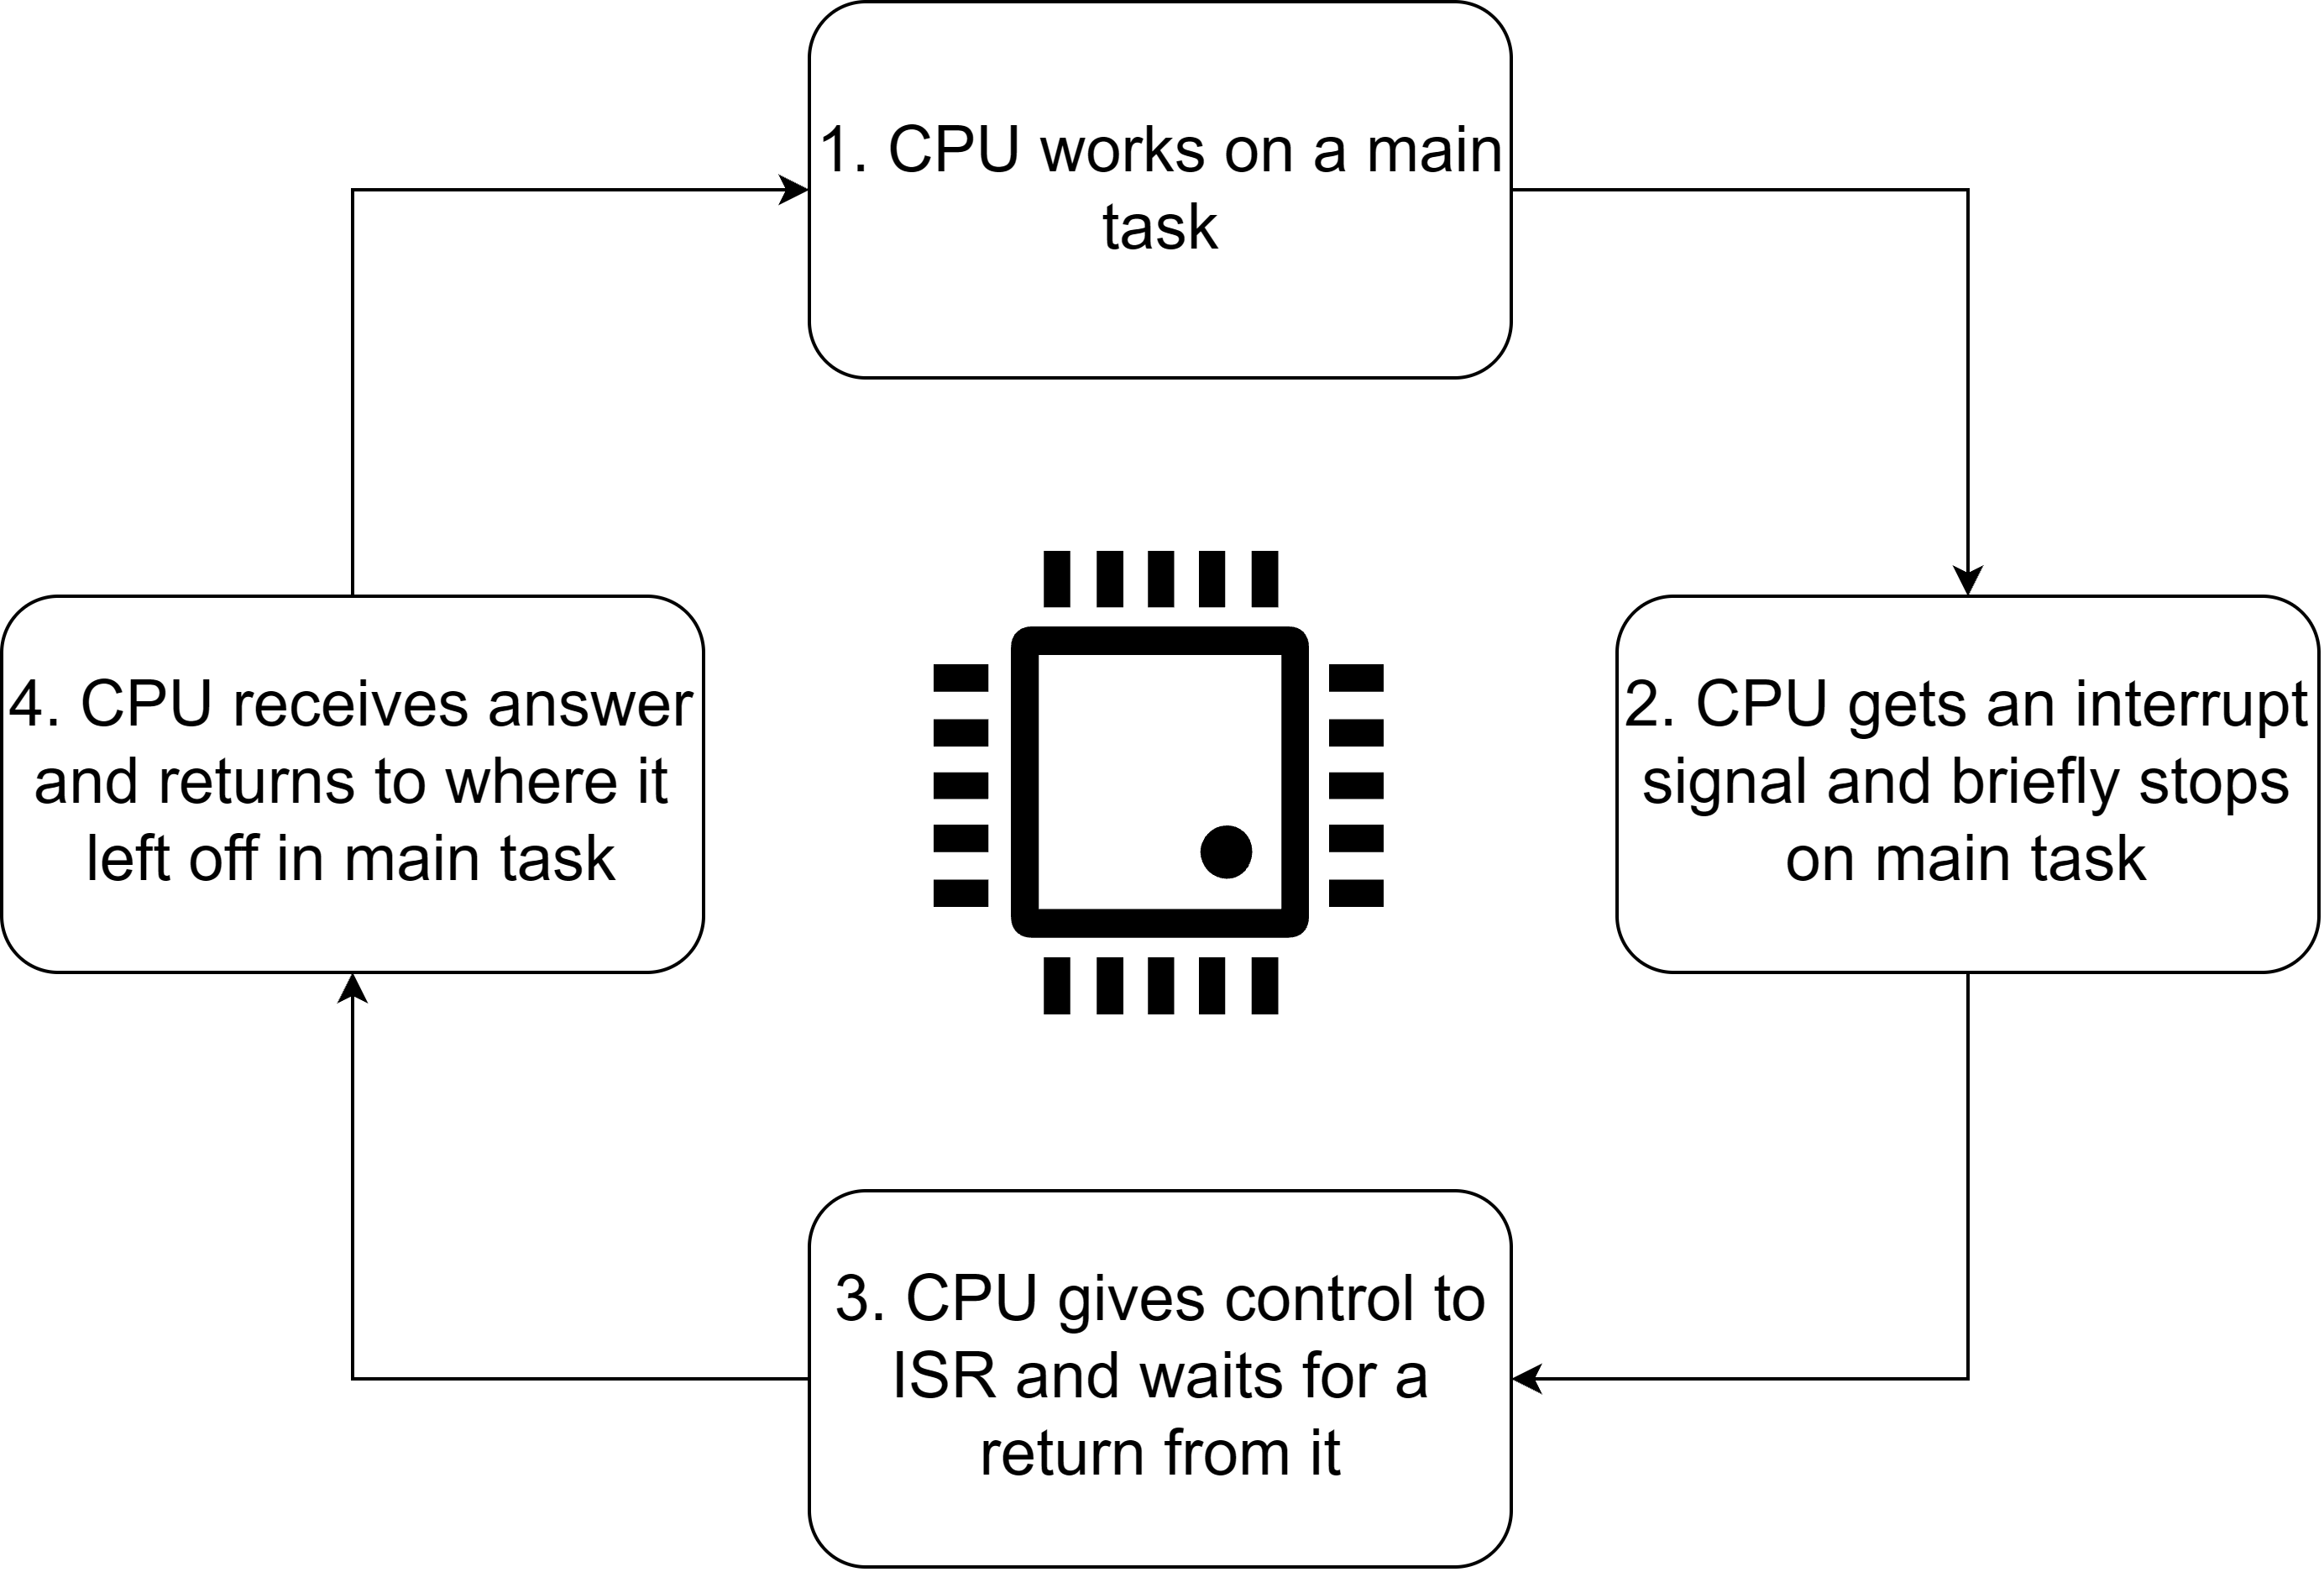 1. CPU works on a main
task
2. CPU gets an interrupt
signal and briefly stops
on main task
3. CPU gives control to
ISR and waits for a
return from it
4. CPU receives answer
and returns to where it
left off in main task